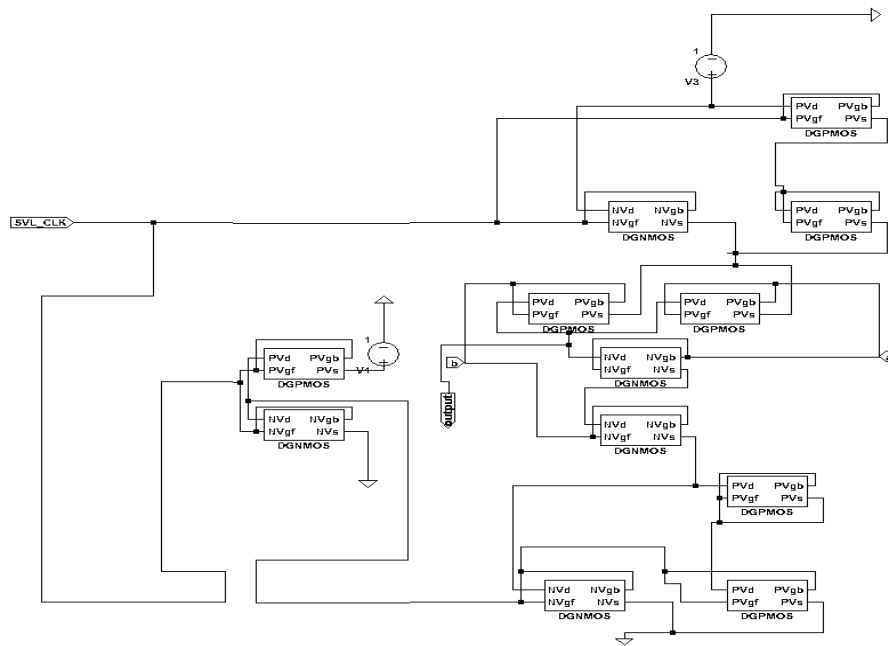 1
V3
PVd PVgb
PVgf PVs
DGPMOS
SVL_CLK
NVd NVgb
NVgf NVs
DGNMOS
PVd PVgb
PVgf PVs
DGPMOS
PVd PVgb
PVgf PVs
DGPMOS
PVd PVgb
PVgf PVs
DGPMOS
1
V1
PVd PVgb
PVgf PVs
DGPMOS
b
NVd NVgb
NVgf NVs
DGNMOS
output
NVd NVgb
NVgf NVs
DGNMOS
NVd NVgb
NVgf NVs
DGNMOS
PVd PVgb
PVgf PVs
DGPMOS
NVd NVgb
NVgf NVs
DGNMOS
PVd PVgb
PVgf PVs
DGPMOS